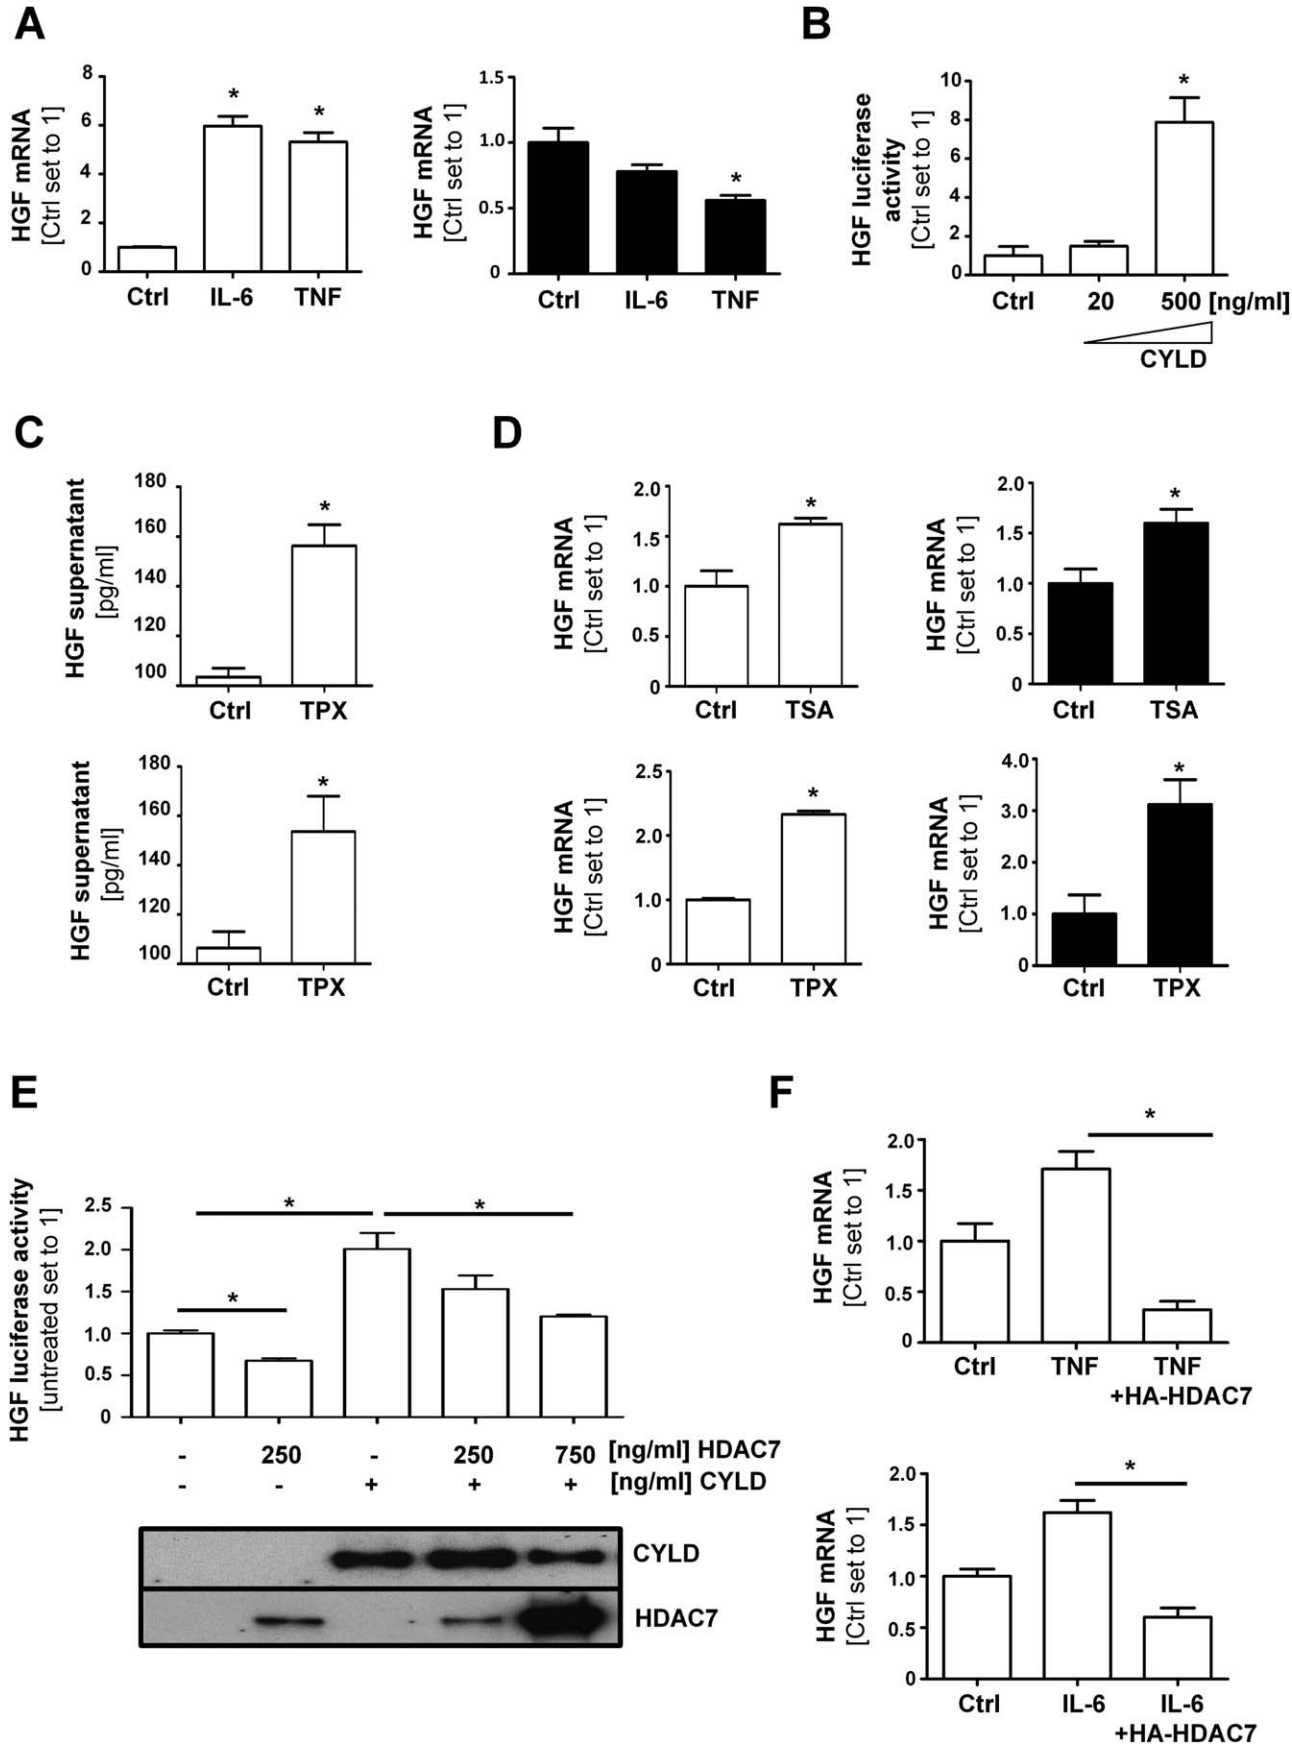 A
HGF mRNA
[Ctrl set to 1]
8
6
4
2
0
*
*
Ctrl IL-6 TNF
HGF mRNA
[Ctrl set to 1]
1.5
1.0
0.5
0
*
Ctrl IL-6 TNF
B
HGF luciferase
activity
[Ctrl set to 1]
10
8
6
4
2
0
*
Ctrl 20 500 [ng/ml]
CYLD
C
HGF supernatant
[pg/ml]
180
160
140
120
100
*
Ctrl TPX
HGF supernatant
[pg/ml]
180
160
140
120
100
*
Ctrl TPX
D
HGF mRNA
[Ctrl set to 1]
2.0
1.5
1.0
0.5
0
*
Ctrl TSA
HGF mRNA
[Ctrl set to 1]
2.0
1.5
1.0
0.5
0
*
Ctrl TSA
HGF mRNA
[Ctrl set to 1]
2.5
2.0
1.0
0
*
Ctrl TPX
HGF mRNA
[Ctrl set to 1]
4.0
3.0
2.0
1.0
0
*
Ctrl TPX
E
HGF luciferase activity
[untreated set to 1]
2.5
2.0
1.5
1.0
0.5
0
*
*
*
- 250 - 250 750 [ng/ml] HDAC7
- - + + + [ng/ml] CYLD
CYLD
HDAC7
F
HGF mRNA
[Ctrl set to 1]
2.0
1.5
1.0
0.5
0
*
Ctrl TNF TNF
+HA-HDAC7
HGF mRNA
[Ctrl set to 1]
2.0
1.5
1.0
0.5
0
*
Ctrl IL-6 IL-6
+HA-HDAC7